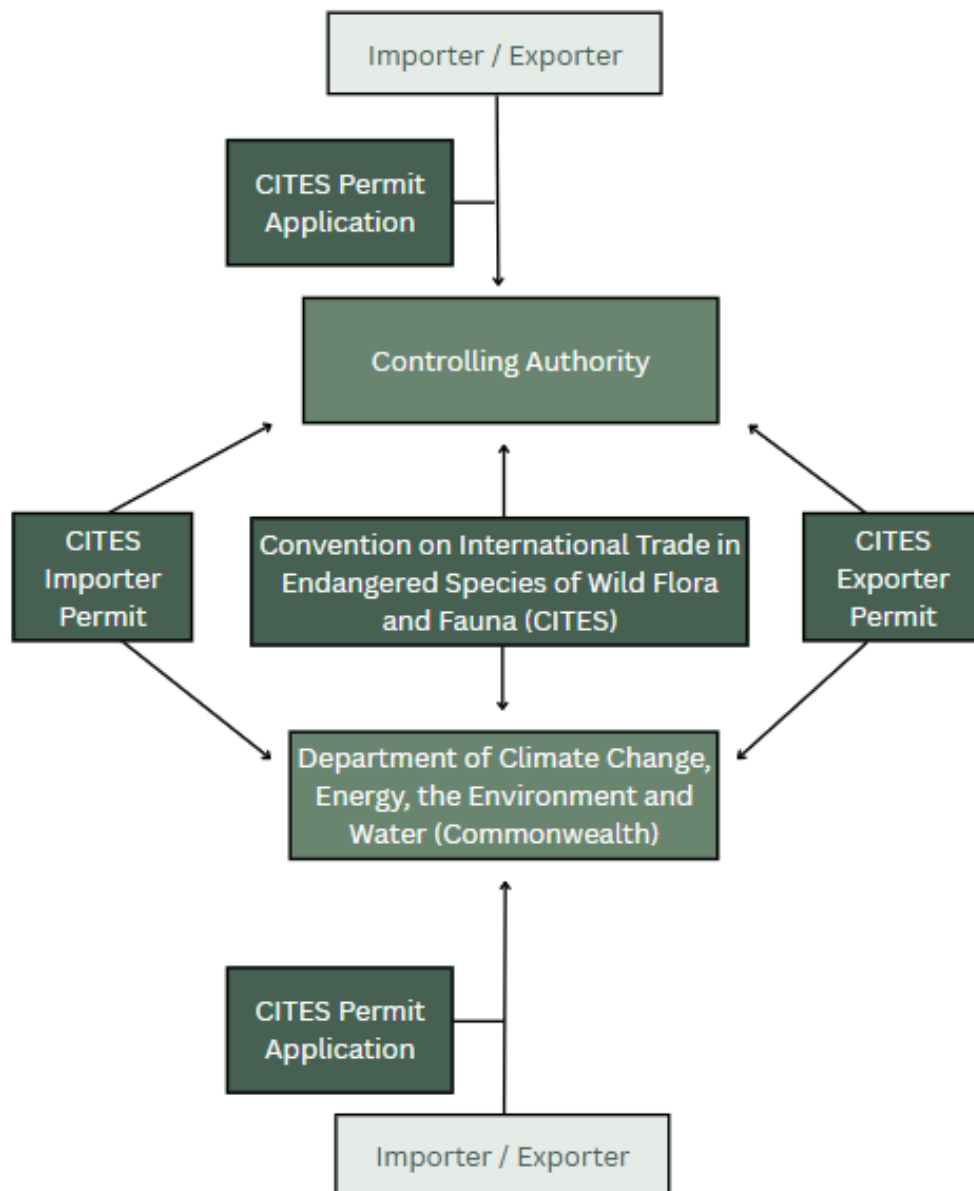 Importer / Exporter
CITES Permit
Application
Controlling Authority
CITES
Importer
Permit
Convention on International Trade in
Endangered Species of Wild Flora
and Fauna (CITES)
CITES
Exporter
Permit
Department of Climate Change,
Energy, the Environment and
Water (Commonwealth)
CITES Permit
Application
Importer / Exporter